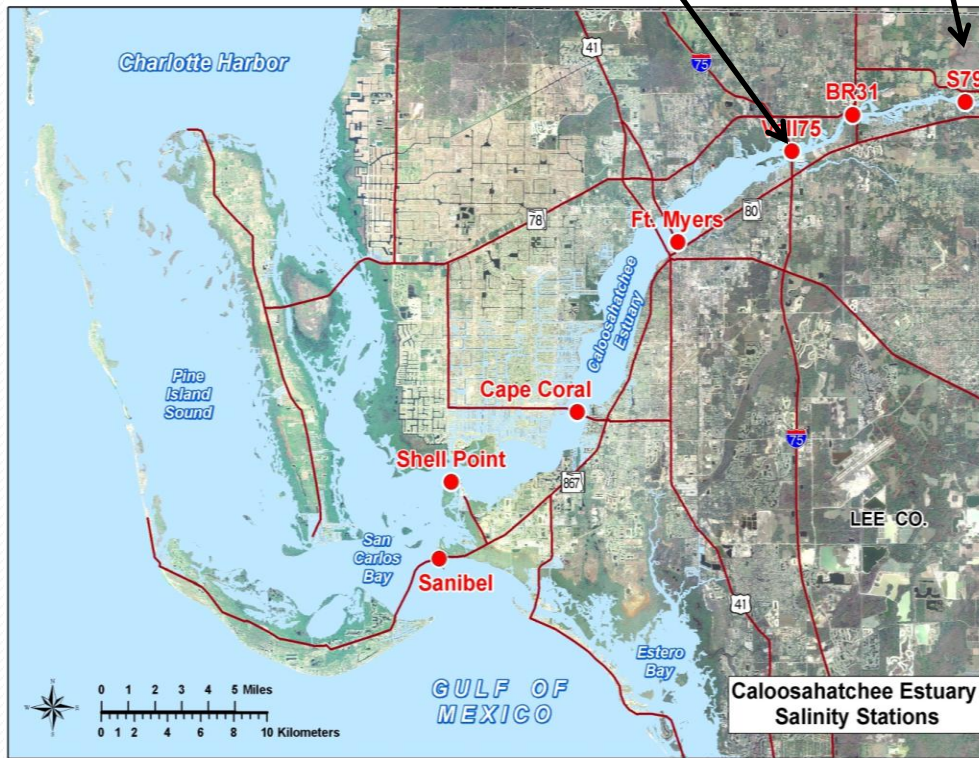 Charlotte Harbor
41
75
BR31
S79
78
80
Ft. Myers
Caloosahatchee
Estuary
Pine
Island
Sound
Cape Coral
Shell Point
867
75
LEE CO.
San
Carlos
Bay
Sanibel
41
Estero
Bay
GULF OF
MEXICO
0 1 2 3 4 5 Miles
0 1 2 4 6 8 10 Kilometers
N
W
E
S
Caloosahatchee Estuary
Salinity Stations